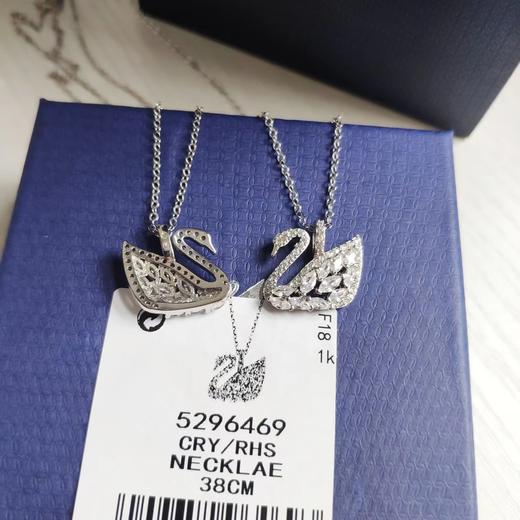 F18
1k
5296469
CRY/RHS
NECKLAE
38CM